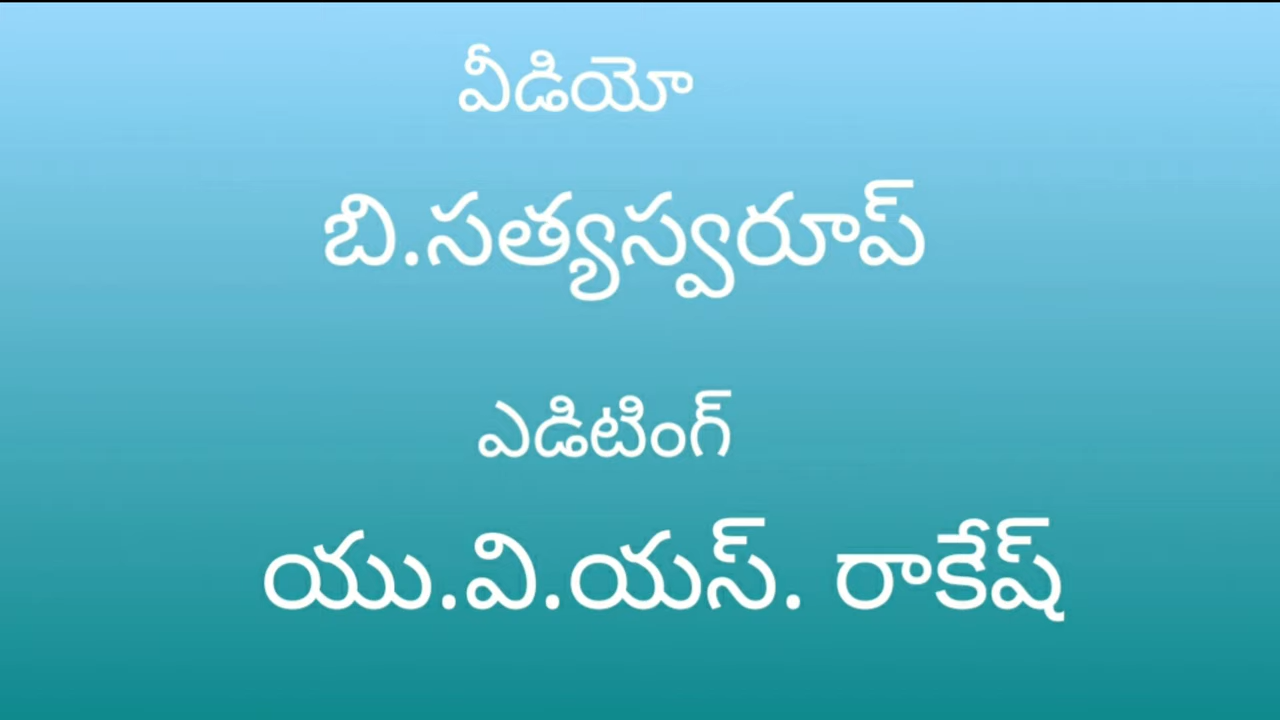 వీడియో
బి.సత్యస్వరూప్
ఎడిటింగ్
యు.వి.యస్. రాకేష్